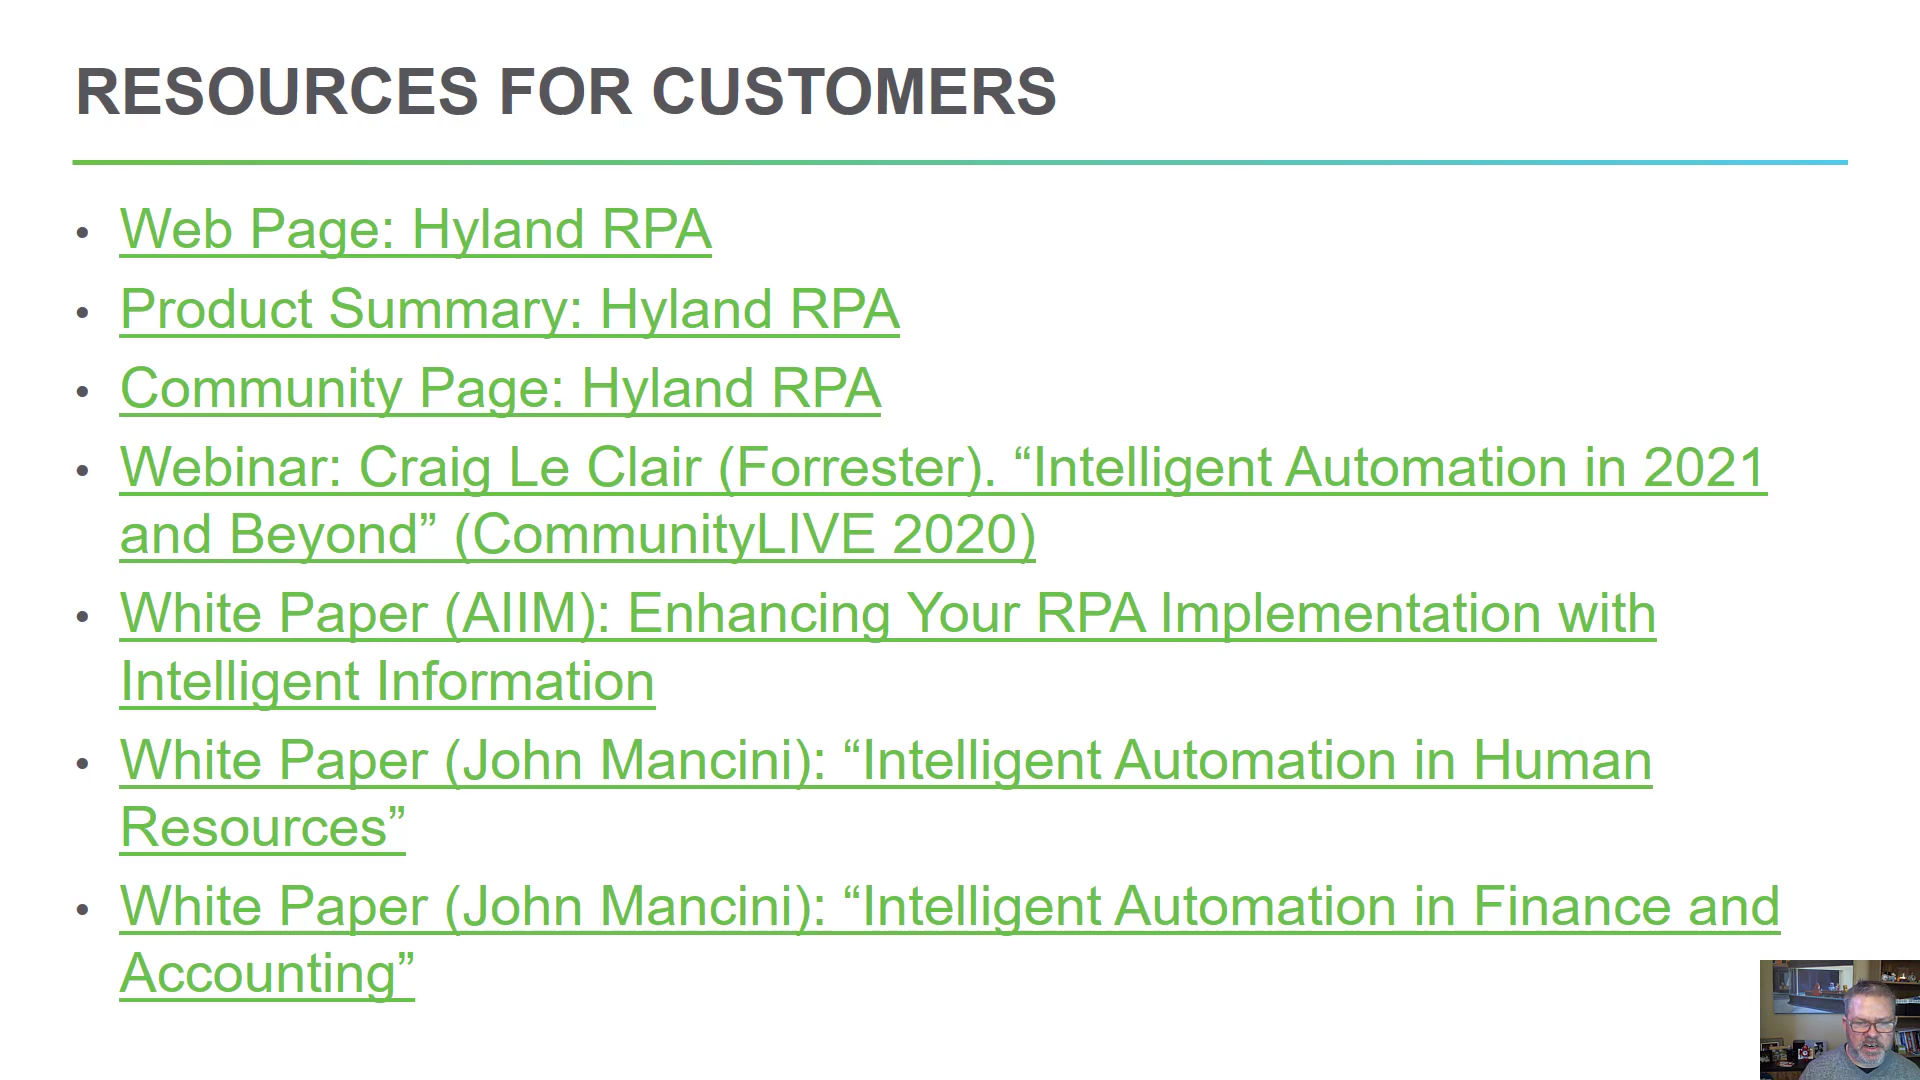 RESOURCES FOR CUSTOMERS
• Web Page: Hyland RPA
• Product Summary: Hyland RPA
• Community Page: Hyland RPA
• Webinar: Craig Le Clair (Forrester). “Intelligent Automation in 2021
and Beyond” (CommunityLIVE 2020)
• White Paper (AIIM): Enhancing Your RPA Implementation with
Intelligent Information
• White Paper (John Mancini): “Intelligent Automation in Human
Resources”
• White Paper (John Mancini): “Intelligent Automation in Finance and
Accounting”